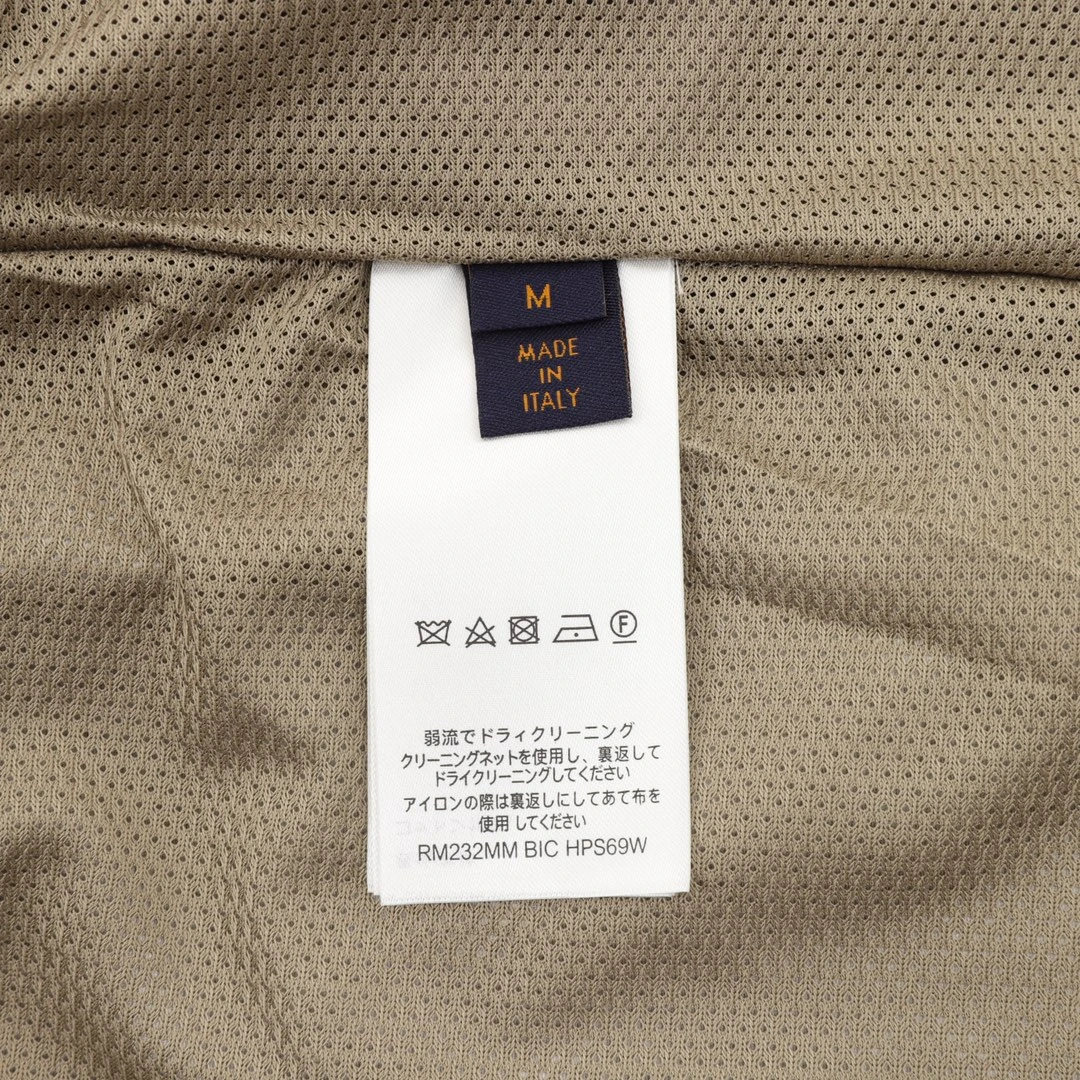 M
MADE
IN
ITALY
F
弱流でドラィクリーニング
クリーニングネットを使用し、裏返して
ドライクリーニングしてください
アイロンの際は裏返しにしてあて布を
使用してください
RM232MM BIC HPS69W